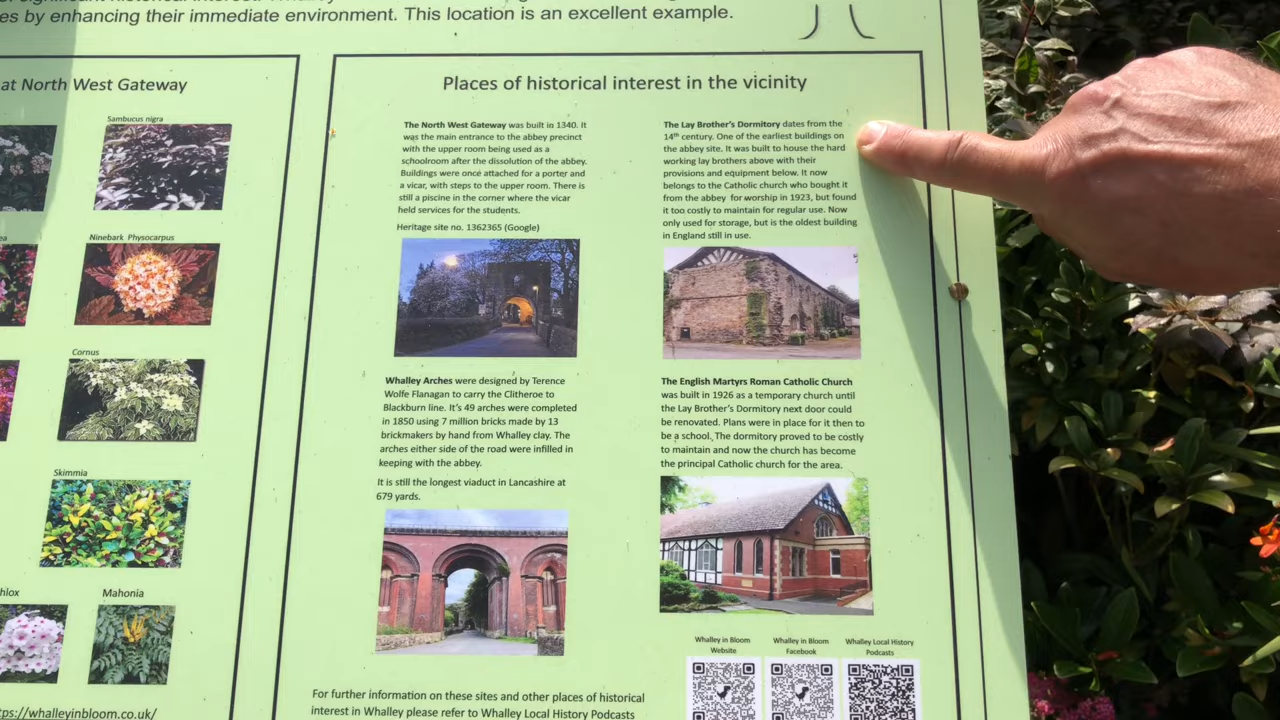 es by enhancing their immediate environment. This location is an excellent example.
at North West Gateway
Sambucus nigra
Ninebark Physocarpus
Cornus
Skimmia
Mahonia
Places of historical interest in the vicinity
The North West Gateway was built in 1340. It
was the main entrance to the abbey precinct
with the upper room being used as a
schoolroom after the dissolution of the abbey.
Buildings were once attached for a porter and
a vicar, with steps to the upper room. There is
still a piscine in the corner where the vicar
held services for the students.
Heritage site no. 1362365 (Google)
Whalley Arches were designed by Terence
Wolfe Flanagan to carry the Clitheroe to
Blackburn line. It's 49 arches were completed
in 1850 using 7 million bricks made by 13
brickmakers by hand from Whalley clay. The
arches either side of the road were infilled in
keeping with the abbey.
It is still the longest viaduct in Lancashire at
679 yards.
The Lay Brother's Dormitory dates from the
14th century. One of the earliest buildings on
the abbey site. It was built to house the hard
working lay brothers above with their
provisions and equipment below. It now
belongs to the Catholic church who bought it
from the abbey for worship in 1923, but found
it too costly to maintain for regular use. Now
only used for storage, but is the oldest building
in England still in use.
The English Martyrs Roman Catholic Church
was built in 1926 as a temporary church until
the Lay Brother's Dormitory next door could
be renovated. Plans were in place for it then to
be a school. The dormitory proved to be costly
to maintain and now the church has become
the principal Catholic church for the area.
Whalley in Bloom
Website
Whalley in Bloom
Facebook
Whalley Local History
Podcasts
For further information on these sites and other places of historical
interest in Whalley please refer to Whalley Local History Podcasts
tps://whalleyinbloom.co.uk/